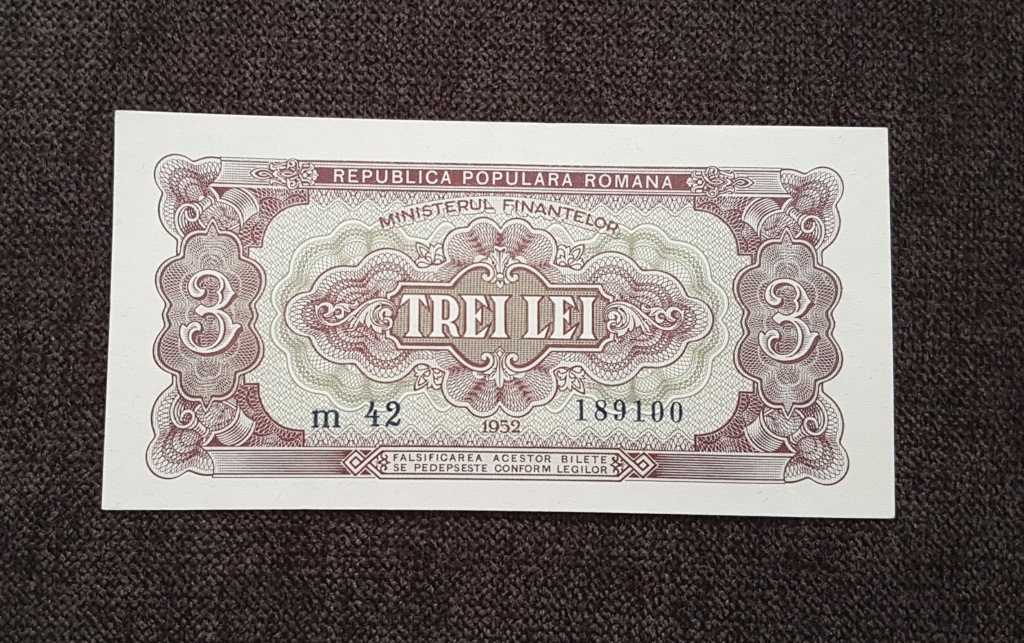 REPUBLICA POPULARA ROMANA
MINISTERUL FINANTELOR
3 TREI LEI 3
m 42 189100
1952
FALSIFICAREA ACESTOR BILETE
SE PEDEPSESTE CONFORM LEGILOR